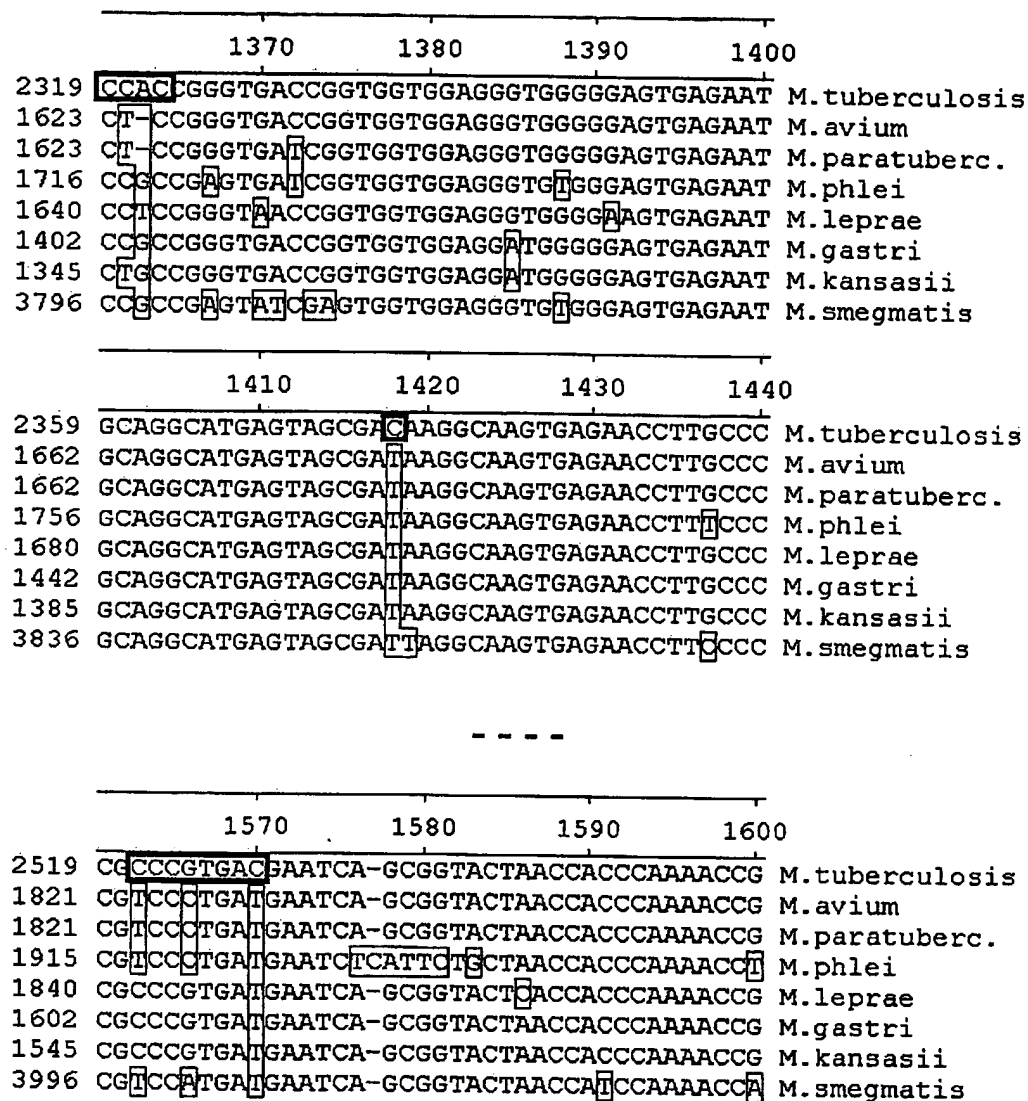 1370 1380 1390 1400
2319 CCACCGGGTGACCGGTGGTGGAGGGTGGGGGAGTGAGAAT M.tuberculosis
1623 CT-CCGGGTGACCGGTGGTGGAGGGTGGGGGAGTGAGAAT M.avium
1623 CT-CCGGGTGATCGGTGGTGGAGGGTGGGGGAGTGAGAAT M.paratuberc.
1716 CCGCCGAGTGATCGGTGGTGGAGGGTGTGGGAGTGAGAAT M.phlei
1640 CCTCCGGGTAACCGGTGGTGGAGGGTGGGGAAGTGAGAAT M.leprae
1402 CCGCCGGGTGACCGGTGGTGGAGGATGGGGGAGTGAGAAT M.gastri
1345 CTGCCGGGTGACCGGTGGTGGAGGATGGGGGAGTGAGAAT M.kansasii
3796 CCGCCGAGTATCGAGTGGTGGAGGGTGTGGGAGTGAGAAT M.smegmatis
1410 1420 1430 1440
2359 GCAGGCATGAGTAGCGACAAGGCAAGTGAGAACCTTGCCC M.tuberculosis
1662 GCAGGCATGAGTAGCGATAAGGCAAGTGAGAACCTTGCCC M.avium
1662 GCAGGCATGAGTAGCGATAAGGCAAGTGAGAACCTTGCCC M.paratuberc.
1756 GCAGGCATGAGTAGCGATAAGGCAAGTGAGAACCTTTCCC M.phlei
1680 GCAGGCATGAGTAGCGATAAGGCAAGTGAGAACCTTGCCC M.leprae
1442 GCAGGCATGAGTAGCGATAAGGCAAGTGAGAACCTTGCCC M.gastri
1385 GCAGGCATGAGTAGCGATAAGGCAAGTGAGAACCTTGCCC M.kansasii
3836 GCAGGCATGAGTAGCGATTAGGCAAGTGAGAACCTTCCCC M.smegmatis
- - - -
1570 1580 1590 1600
2519 CGCCCGTGACGAATCA-GCGGTACTAACCACCCAAAACCG M.tuberculosis
1821 CGTCCCTGATGAATCA-GCGGTACTAACCACCCAAAACCG M.avium
1821 CGTCCCTGATGAATCA-GCGGTACTAACCACCCAAAACCG M.paratuberc.
1915 CGTCCCTGATGAATCTCATTCTGCTAACCACCCAAAACCT M.phlei
1840 CGCCCGTGATGAATCA-GCGGTACTCACCACCCAAAACCG M.leprae
1602 CGCCCGTGATGAATCA-GCGGTACTAACCACCCAAAACCG M.gastri
1545 CGCCCGTGATGAATCA-GCGGTACTAACCACCCAAAACCG M.kansasii
3996 CGTCCATGATGAATCA-GCGGTACTAACCATCCAAAACCA M.smegmatis